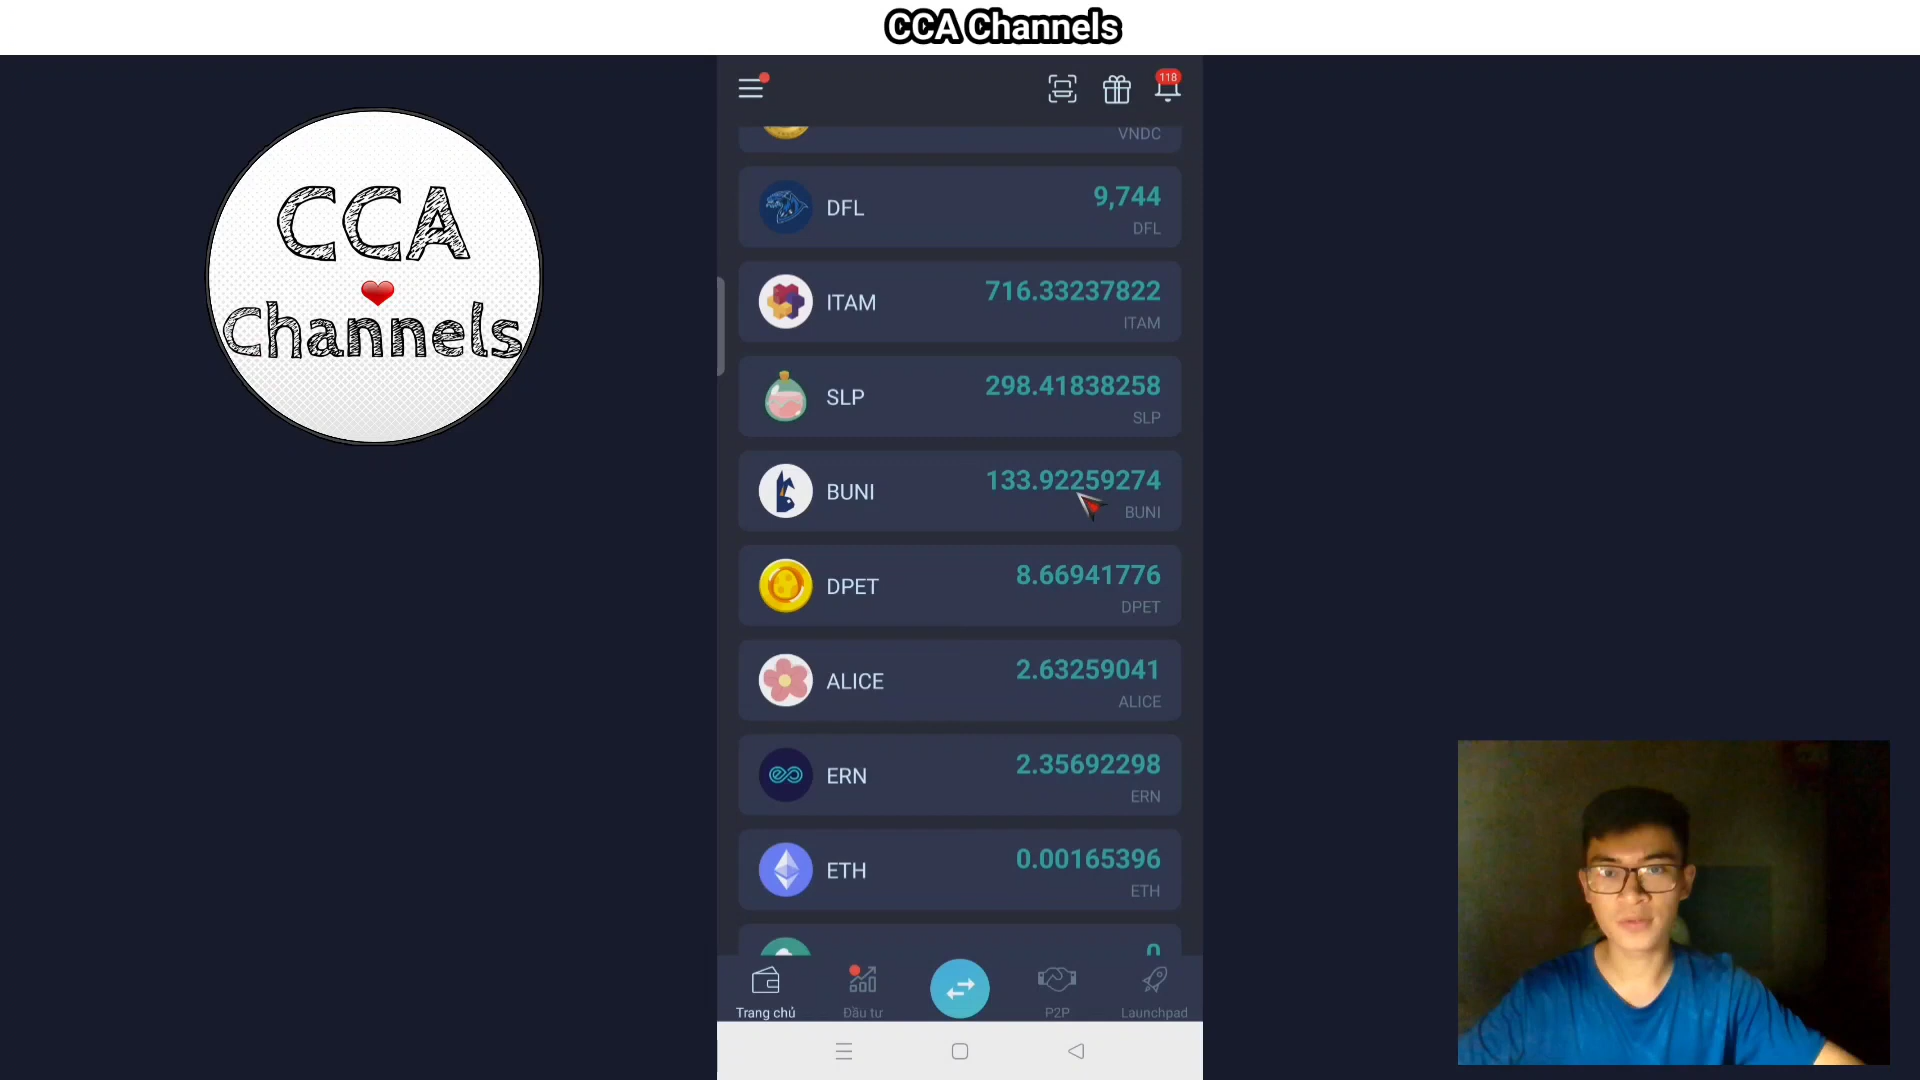 CCA Channels
CCA
Channels
118
VNDC
DFL
9,744
DFL
ITAM
716.33237822
ITAM
SLP
298.41838258
SLP
BUNI
133.92259274
BUNI
DPET
8.66941776
DPET
ALICE
2.63259041
ALICE
ERN
2.35692298
ERN
ETH
0.00165396
ETH
0
Trang chủ
Đầu tư
P2P
Launchpad